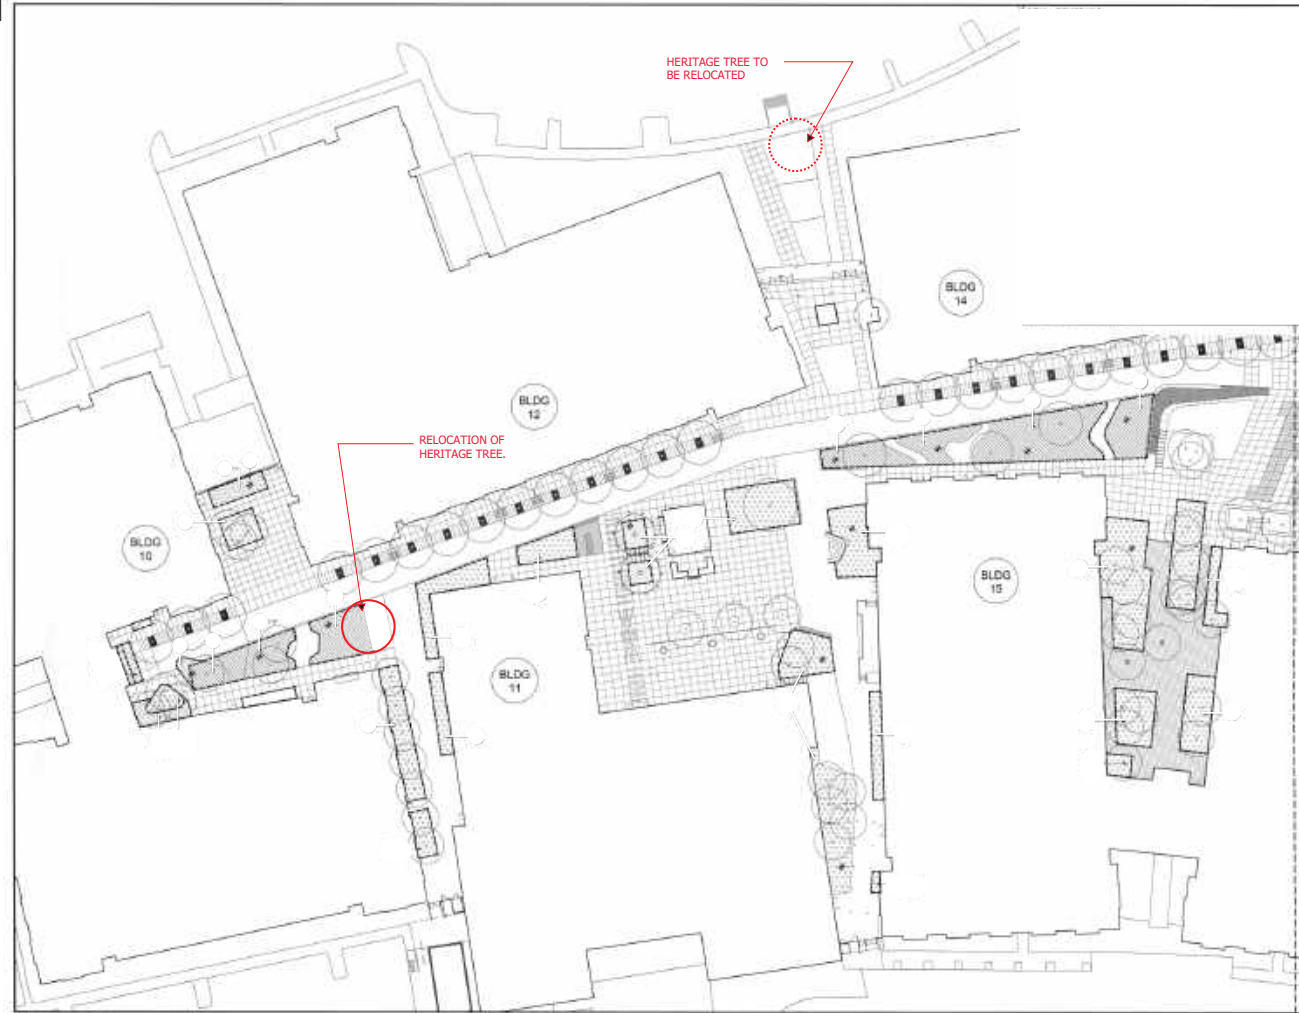 HERITAGE TREE TO
BE RELOCATED
BLDG
14
BLDG
12
RELOCATION OF
HERITAGE TREE.
BLDG
10
BLDG
15
BLDG
11